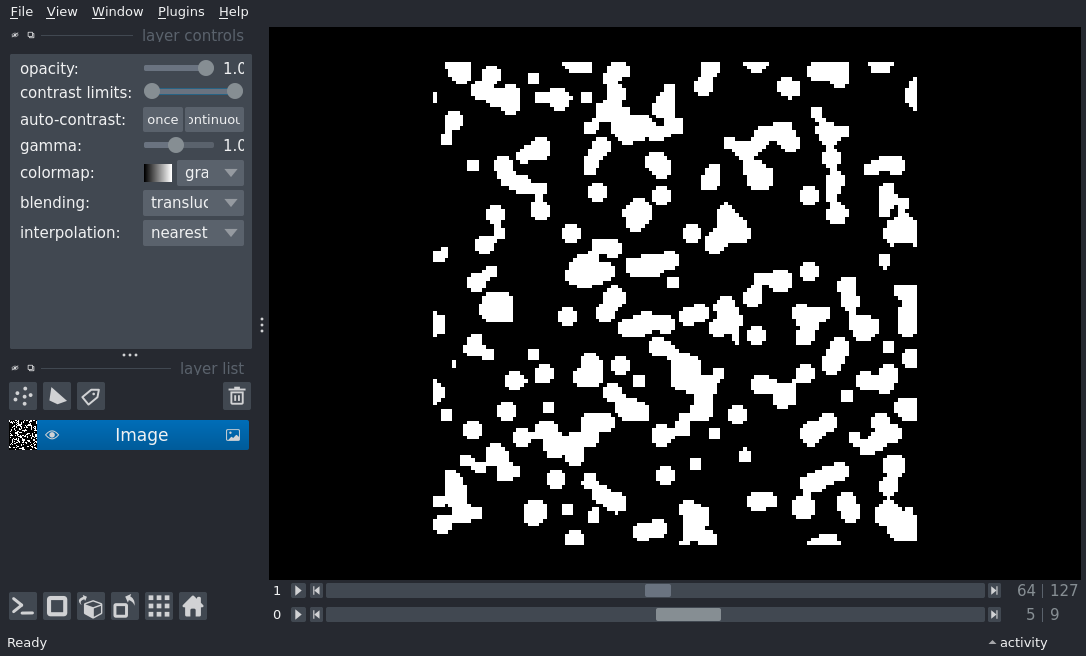 File View Window Plugins Help
layer controls
opacity: 1.0
contrast limits:
auto-contrast: once ontinuou
gamma: 1.0
colormap: gra
blending: transluc
interpolation: nearest
layer list
Image
1 64 127
0 5 9
Ready activity